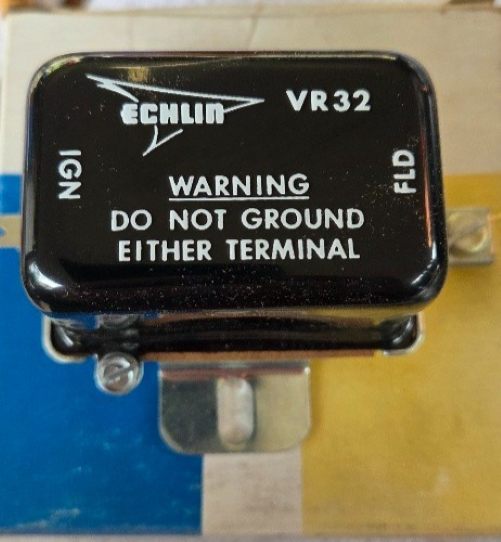 ECHLIN VR32
IGN
FLD
WARNING
DO NOT GROUND
EITHER TERMINAL